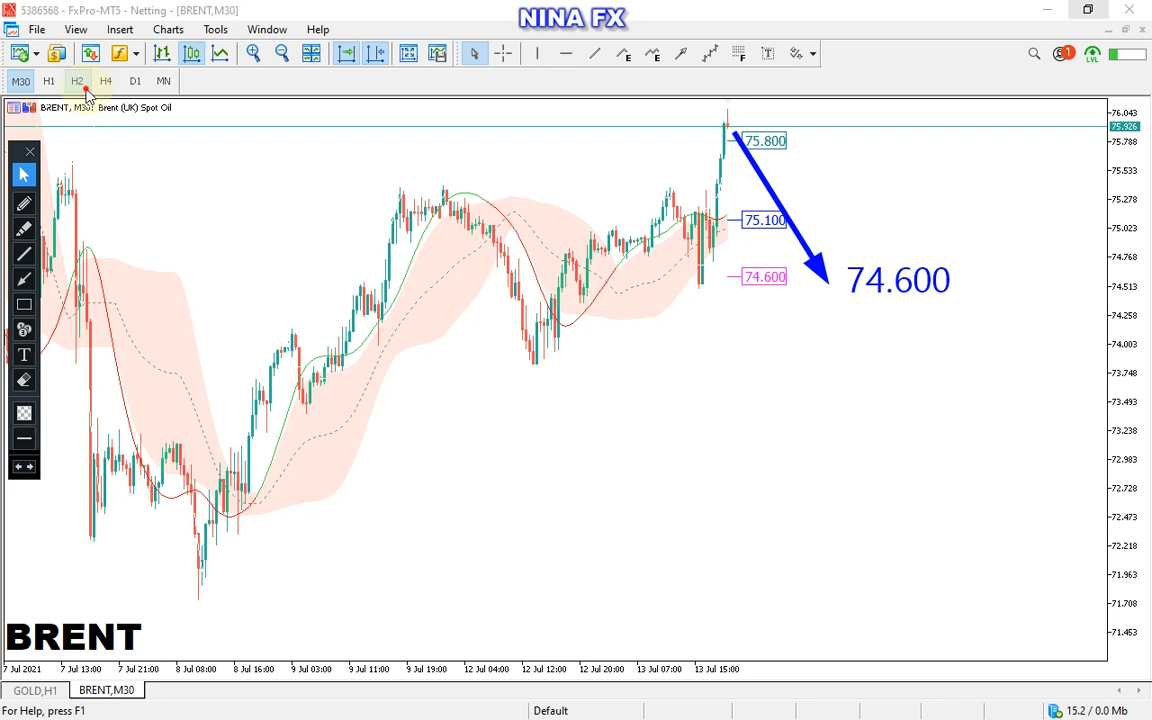 5386568 - FxPro-MT5 - Netting - [BRENT,M30]
NINA FX
File View Insert Charts Tools Window Help
E E F T
1
LVL
M30 H1 H2 H4 D1 MN
BRENT, M30: Brent (UK) Spot Oil
76.043
75.926
75.800
75.788
75.533
75.278
75.100
75.023
74.768
74.600
74.600
74.513
74.258
74.003
73.748
73.493
73.238
72.983
72.728
72.473
72.218
71.963
71.708
71.453
T
BRENT
7 Jul 2021 7 Jul 13:00 7 Jul 21:00 8 Jul 08:00 8 Jul 16:00 9 Jul 03:00 9 Jul 11:00 9 Jul 19:00 12 Jul 04:00 12 Jul 12:00 12 Jul 20:00 13 Jul 07:00 13 Jul 15:00
GOLD,H1 BRENT,M30
For Help, press F1 Default 15.2 / 0.0 Mb